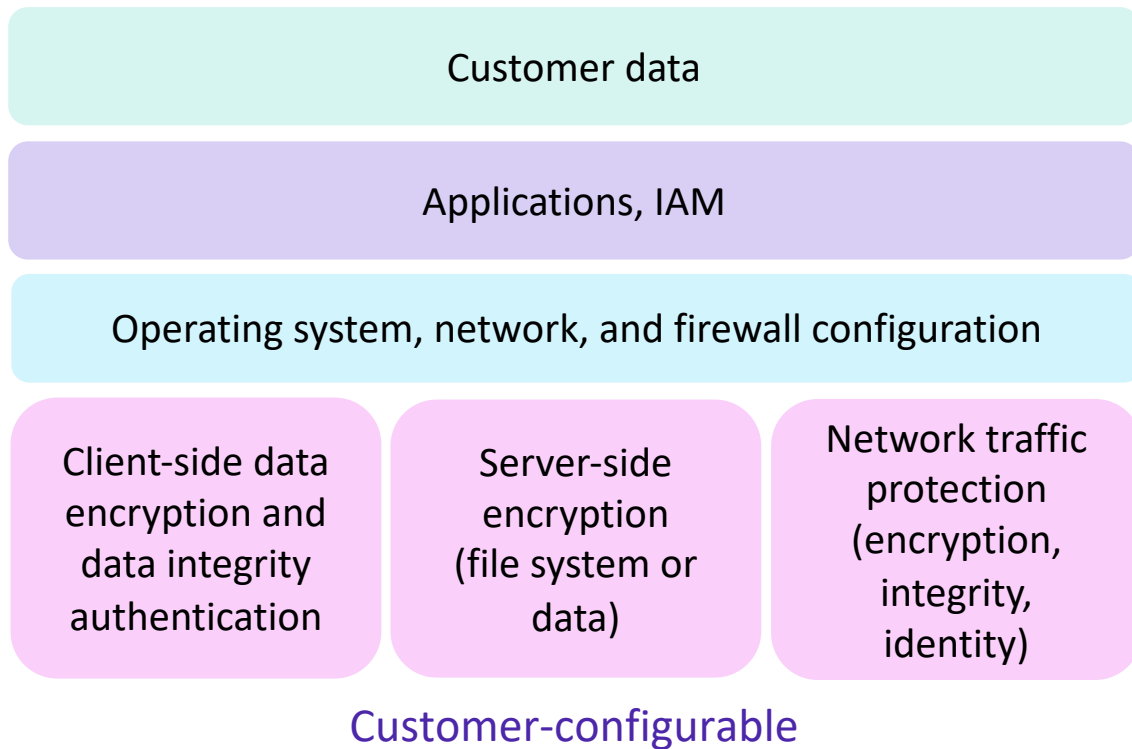 Customer data
Applications, IAM
Operating system, network, and firewall configuration
Client-side data
encryption and
data integrity
authentication
Server-side
encryption
(file system or
data)
Network traffic
protection
(encryption,
integrity,
identity)
Customer-configurable